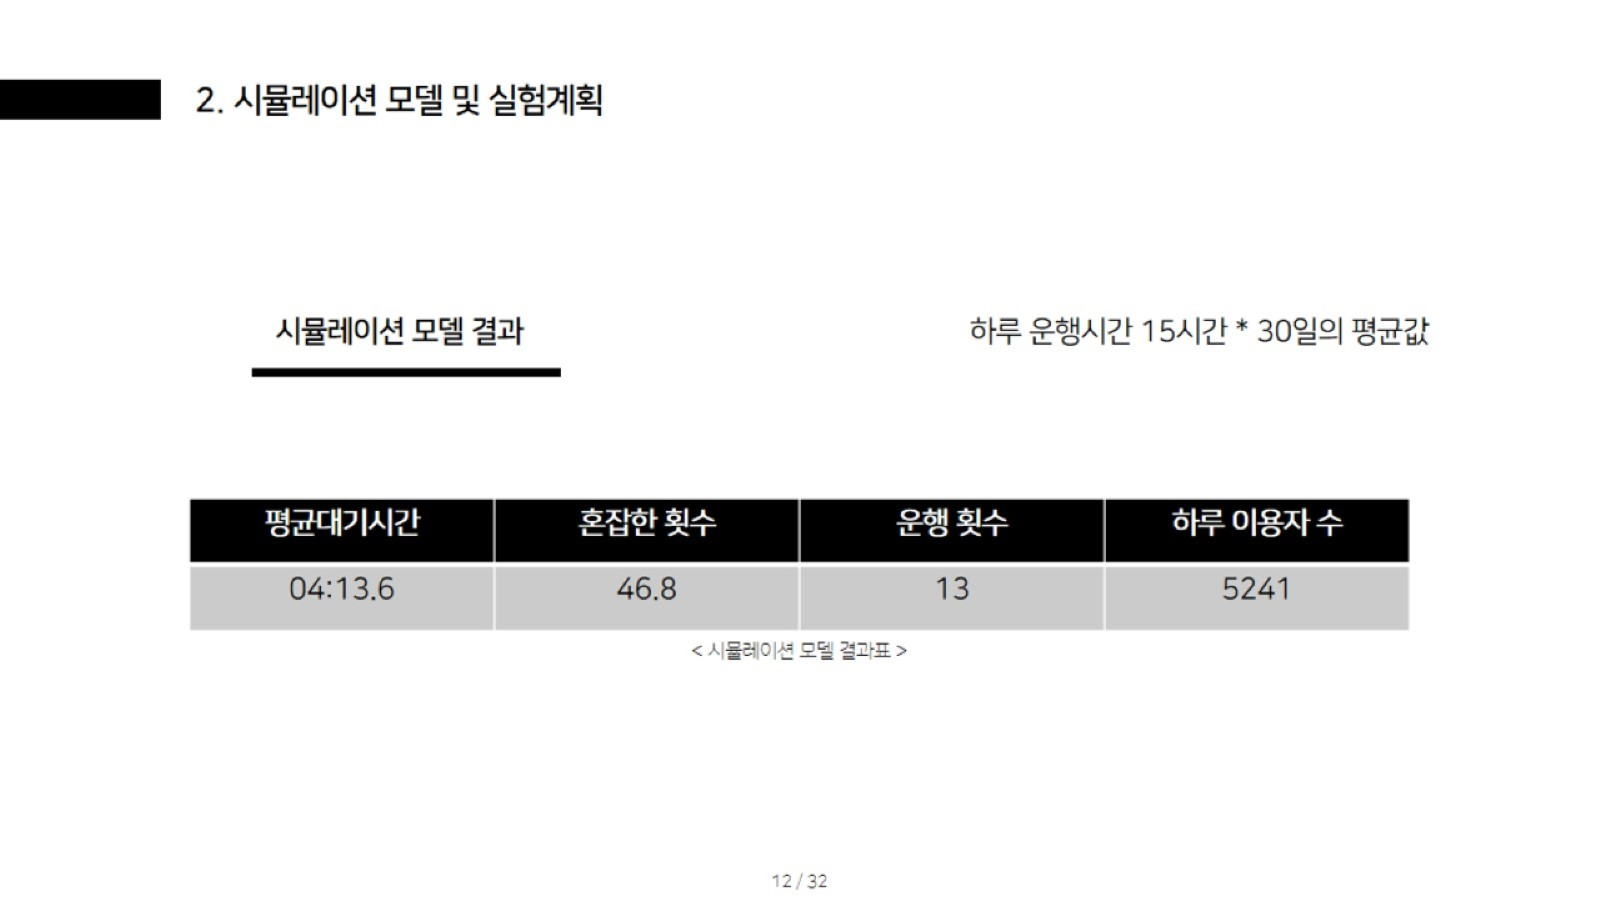 2. 시뮬레이션 모델 및 실험계획
시뮬레이션 모델 결과
하루 운행시간 15시간 * 30일의 평균값
평균대기시간 혼잡한 횟수 운행 횟수 하루 이용자 수
04:13.6 46.8 13 5241
< 시뮬레이션 모델 결과표 >
12 / 32